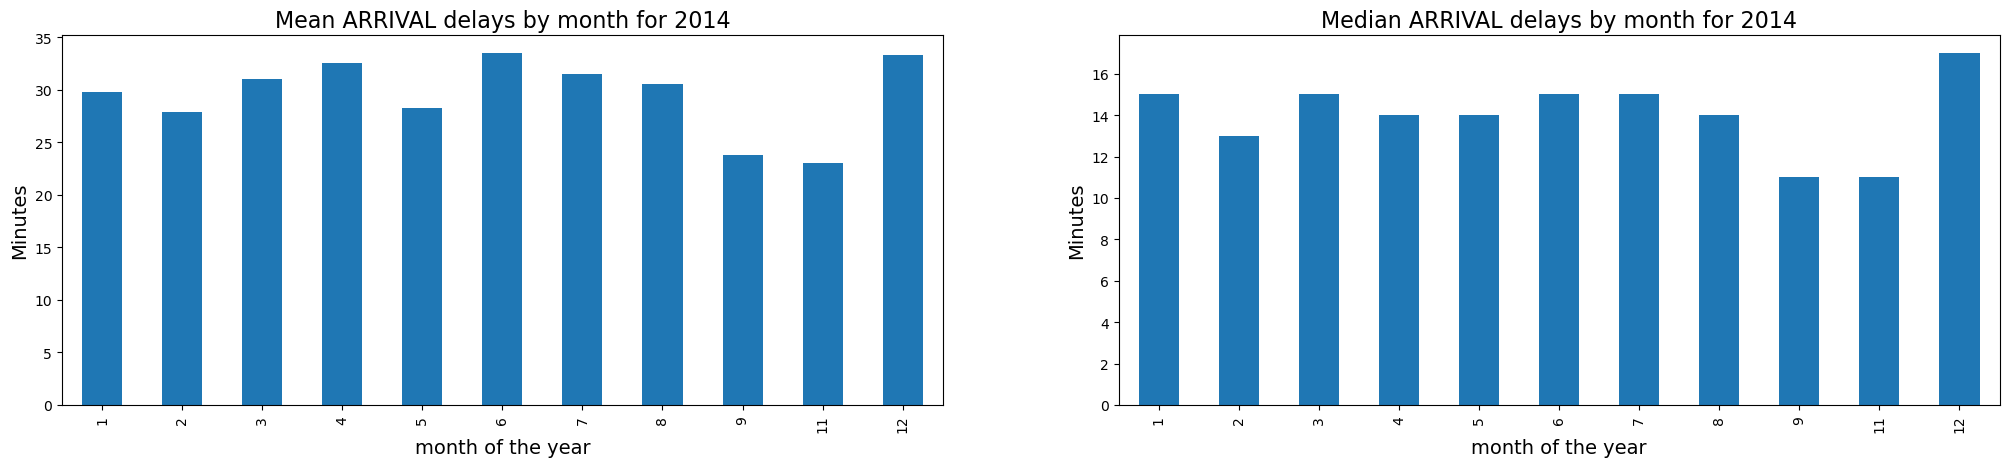 Mean ARRIVAL delays by month for 2014
35
30
25
20
15
10
5
0
Minutes
1 2 3 4 5 6 7 8 9 11 12
month of the year
Median ARRIVAL delays by month for 2014
16
14
12
10
8
6
4
2
0
Minutes
1 2 3 4 5 6 7 8 9 11 12
month of the year